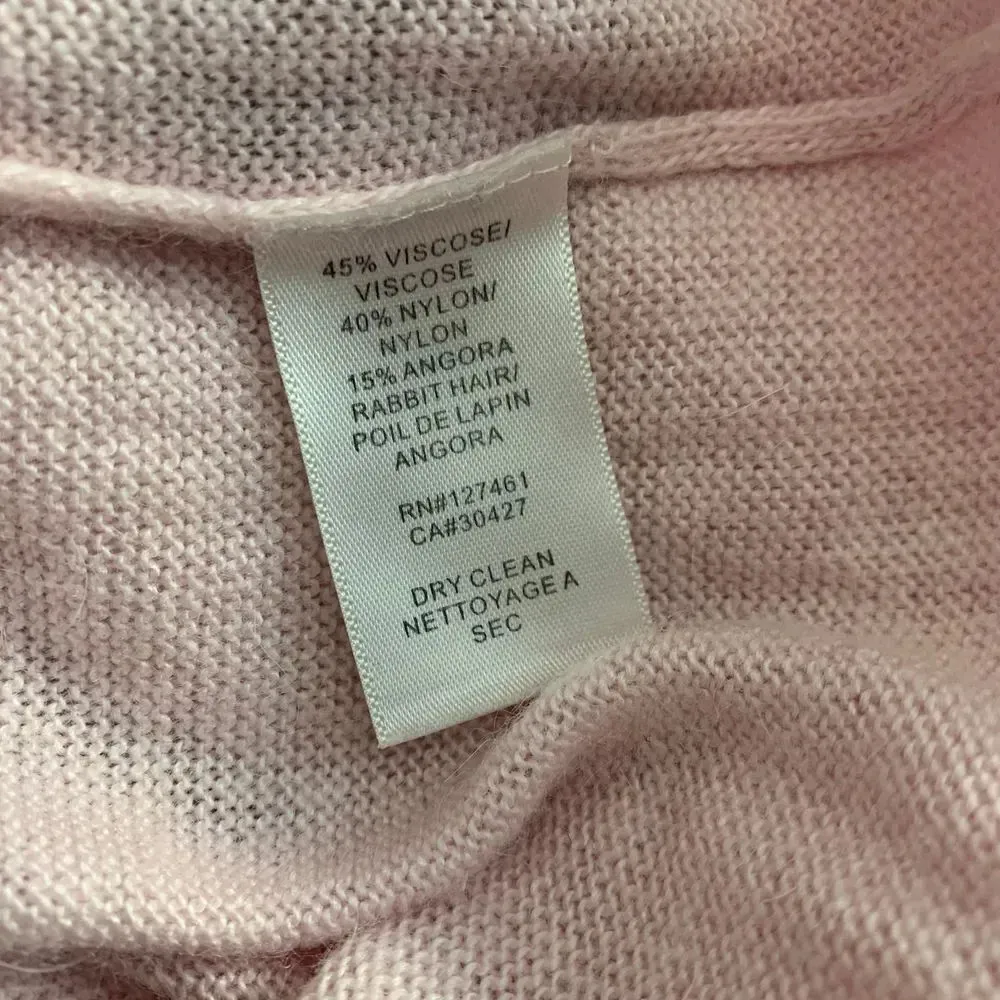 45% VISCOSE/
VISCOSE
40% NYLON/
NYLON
15% ANGORA
RABBIT HAIR/
POIL DE LAPIN
ANGORA
RN#127461
CA#30427
DRY CLEAN
NETTOYAGE A
SEC